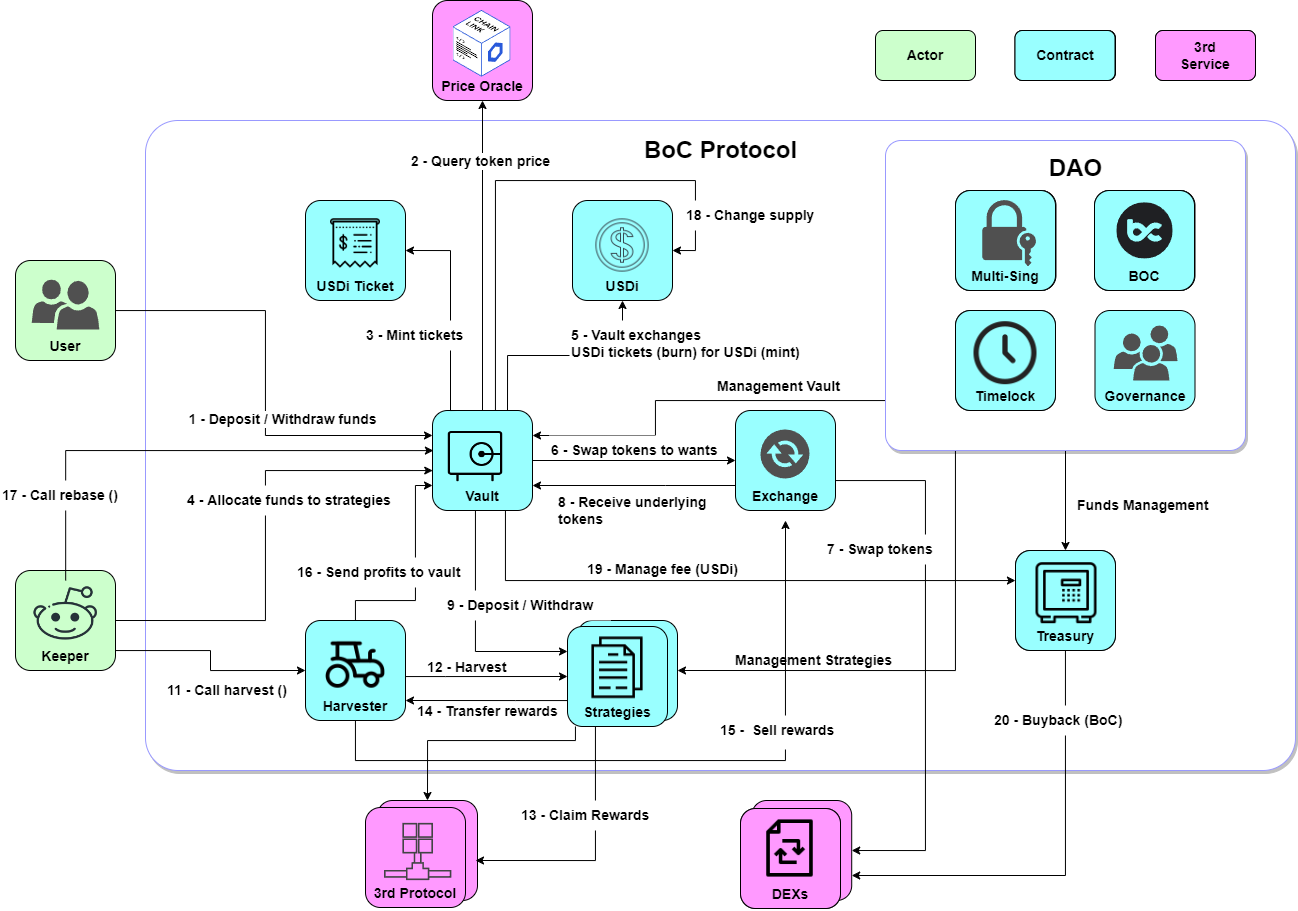 CHAIN
LINK
Price Oracle
Actor
Contract
3rd
Service
BoC Protocol
DAO
2 - Query token price
18 - Change supply
USDi Ticket
USDi
Multi-Sing
bc
BOC
User
3 - Mint tickets
5 - Vault exchanges
USDi tickets (burn) for USDi (mint)
Timelock
Governance
Management Vault
1 - Deposit / Withdraw funds
6 - Swap tokens to wants
Vault
Exchange
17 - Call rebase ()
4 - Allocate funds to strategies
8 - Receive underlying
tokens
Funds Management
7 - Swap tokens
16 - Send profits to vault
19 - Manage fee (USDi)
9 - Deposit / Withdraw
Treasury
Keeper
12 - Harvest
Management Strategies
11 - Call harvest ()
Harvester
14 - Transfer rewards
Strategies
15 - Sell rewards
20 - Buyback (BoC)
13 - Claim Rewards
3rd Protocol
DEXs